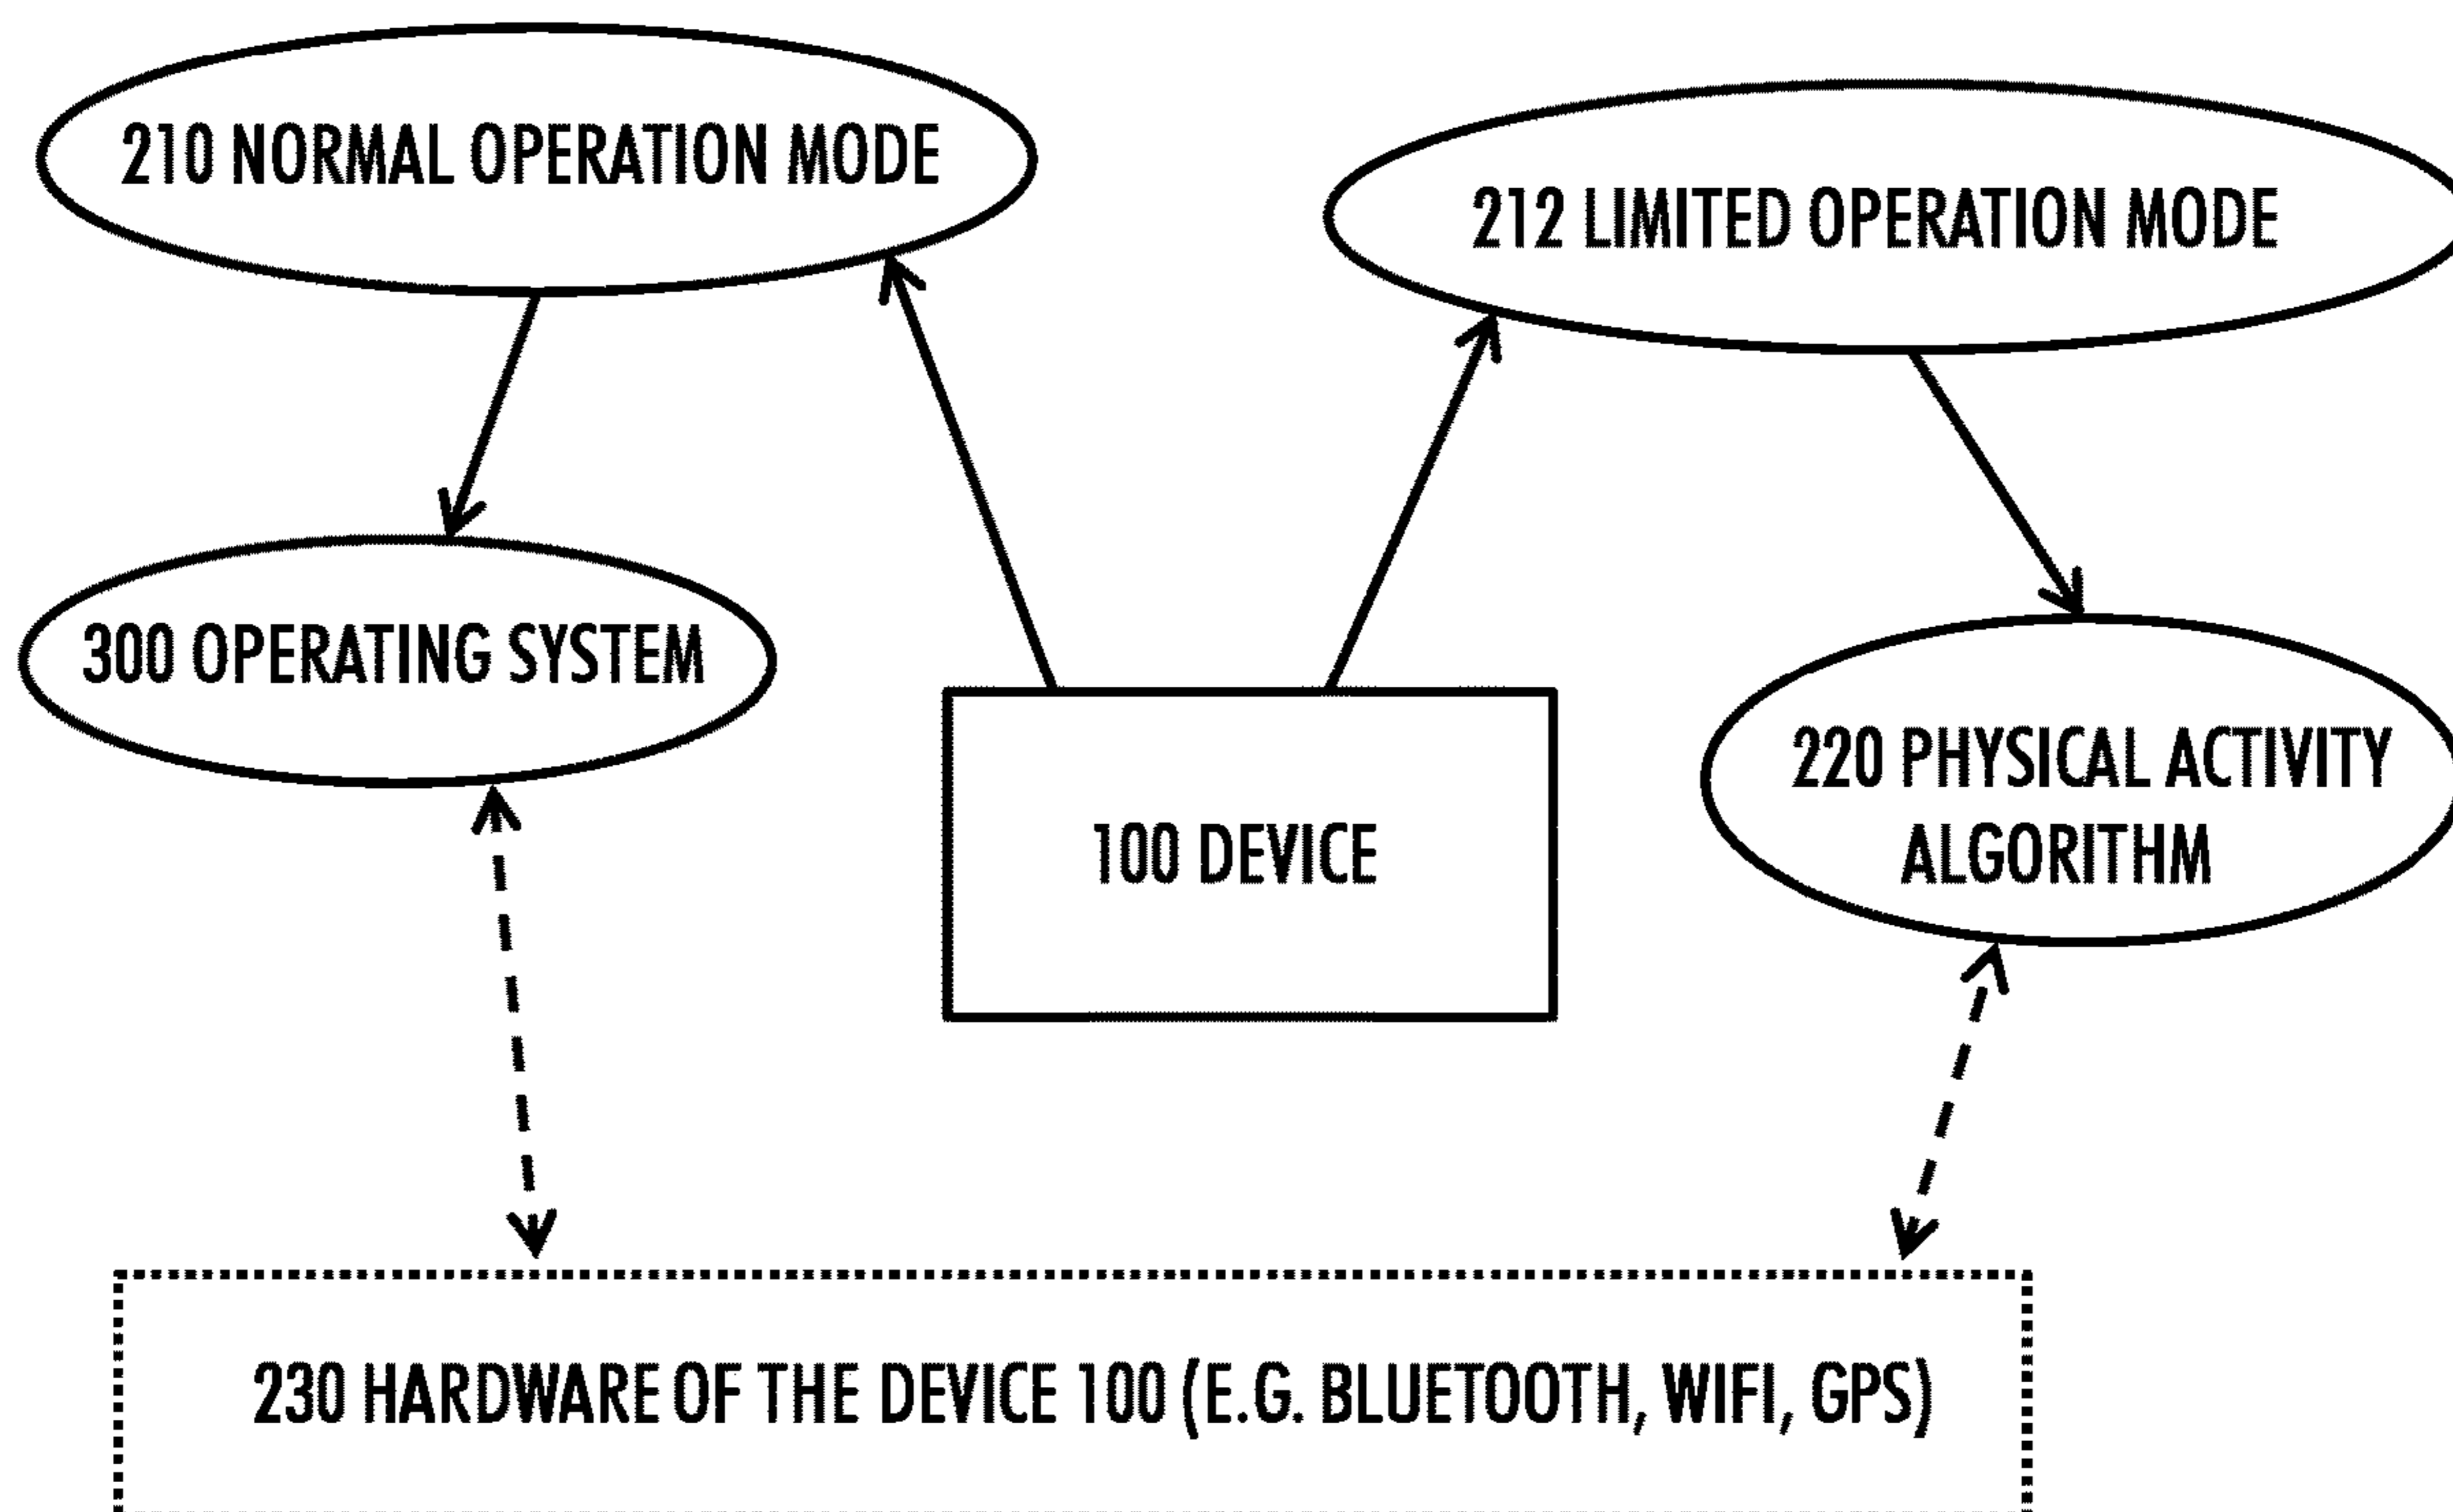 210 NORMAL OPERATION MODE
212 LIMITED OPERATION MODE
300 OPERATING SYSTEM
100 DEVICE
220 PHYSICAL ACTIVITY
ALGORITHM
230 HARDWARE OF THE DEVICE 100 (E.G. BLUETOOTH, WIFI, GPS)